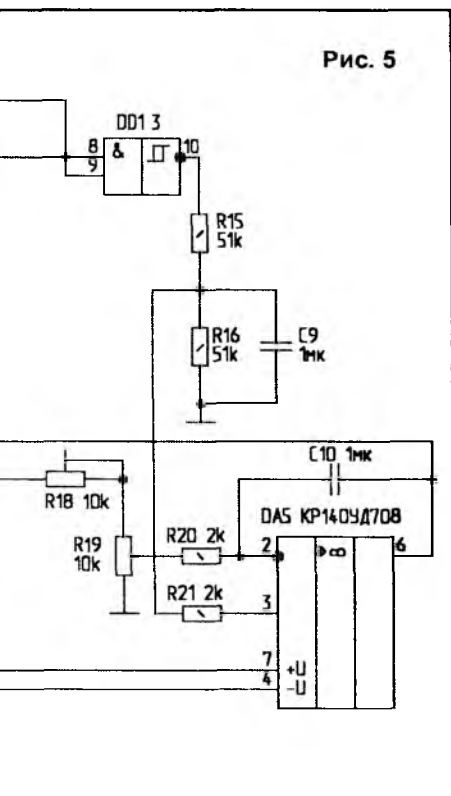 Рис. 5
DD1 3
8
&
10
9
R15
51k
R16
51k
C9
1мк
C10 1мк
R18 10k
DA5 КР140УД708
R19
10k
R20 2k
2
∞
6
R21 2k
3
7
+U
4
-U